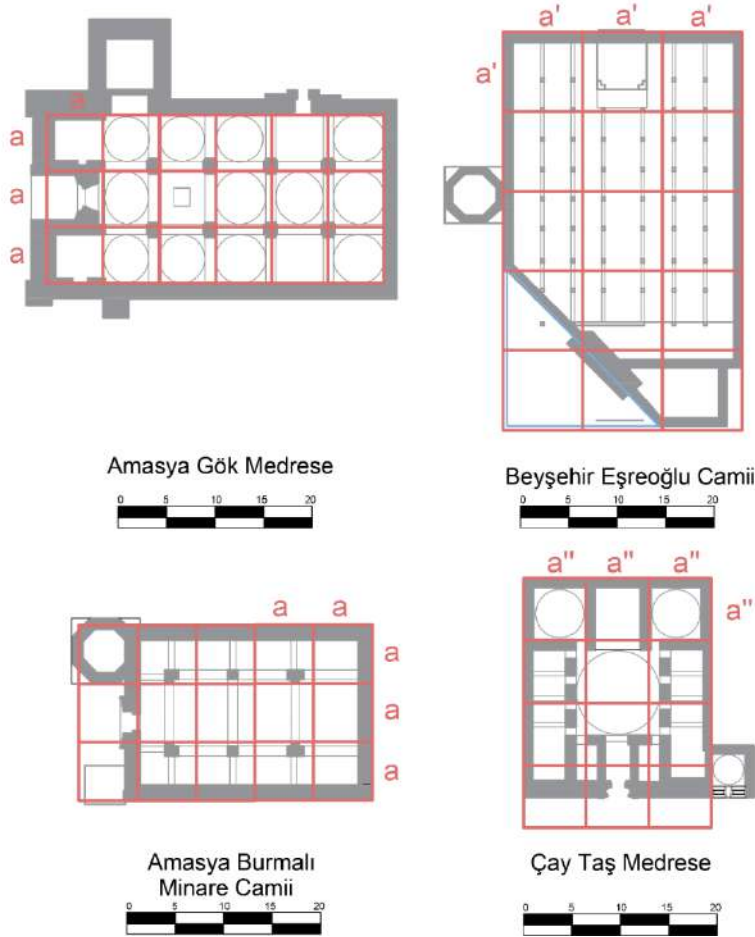 a
a
a
a
Amasya Gök Medrese
0 5 10 15 20
a' a' a'
a'
Beyşehir Eşreoğlu Camii
0 5 10 15 20
a a
a
a
a
Amasya Burmalı
Minare Camii
0 5 10 15 20
a" a" a"
a"
Çay Taş Medrese
0 5 10 15 20